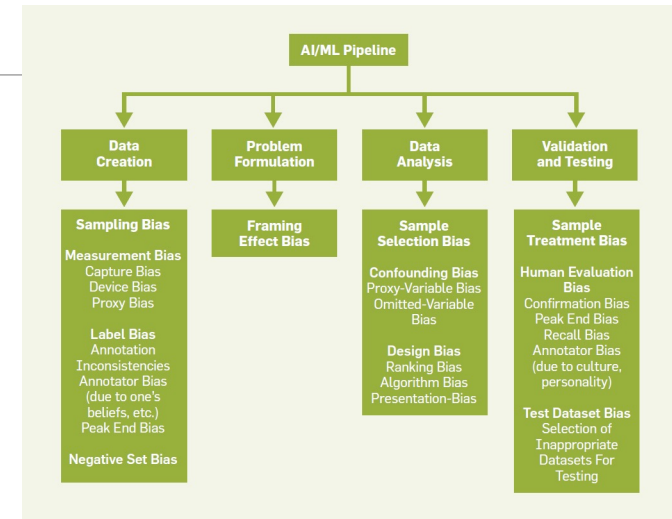 AI/ML Pipeline
Data
Creation
Problem
Formulation
Data
Analysis
Validation
and Testing
Sampling Bias
Measurement Bias
Capture Bias
Device Bias
Proxy Bias
Label Bias
Annotation
Inconsistencies
Annotator Bias
(due to one's
beliefs, etc.)
Peak End Bias
Negative Set Bias
Framing
Effect Bias
Sample
Selection Bias
Confounding Bias
Proxy-Variable Bias
Omitted-Variable
Bias
Design Bias
Ranking Bias
Algorithm Bias
Presentation-Bias
Sample
Treatment Bias
Human Evaluation
Bias
Confirmation Bias
Peak End Bias
Recall Bias
Annotator Bias
(due to culture,
personality)
Test Dataset Bias
Selection of
Inappropriate
Datasets For
Testing